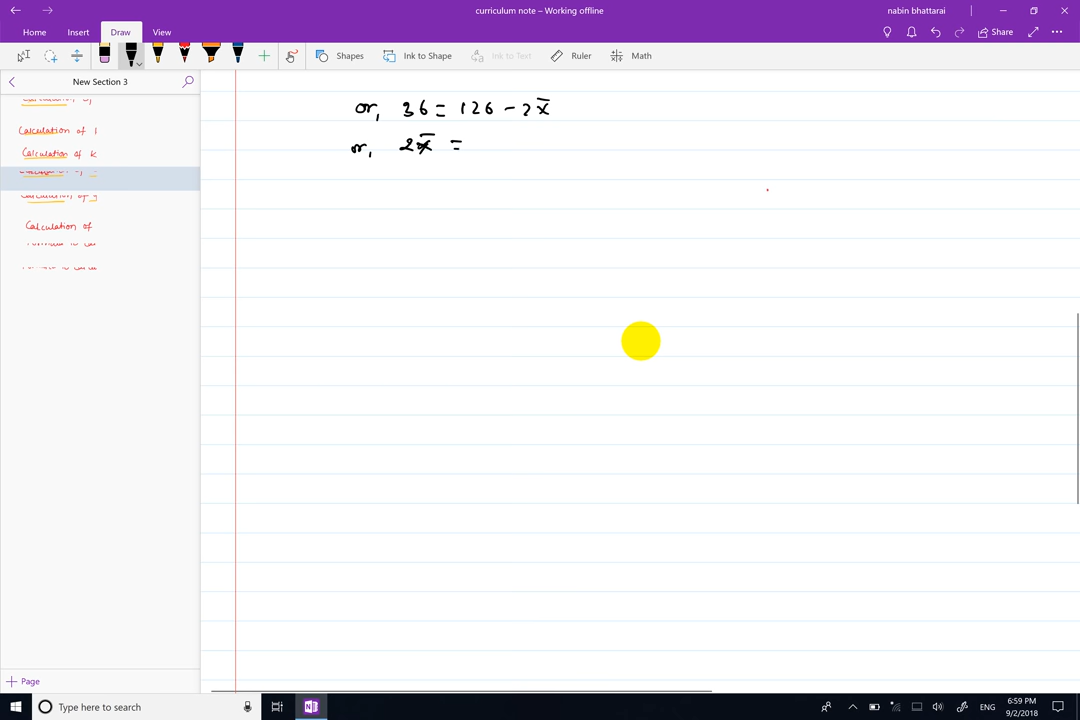 curriculum note – Working offline
nabin bhattarai
Home Insert Draw View
Share
Shapes Ink to Shape Ink to Text Ruler Math
New Section 3
Calculation of
Calculation of k
Calculation of
or, 36 = 126 - 2x̅
or, 2x̅ =
Page
Type here to search
ENG
6:59 PM
9/2/2018